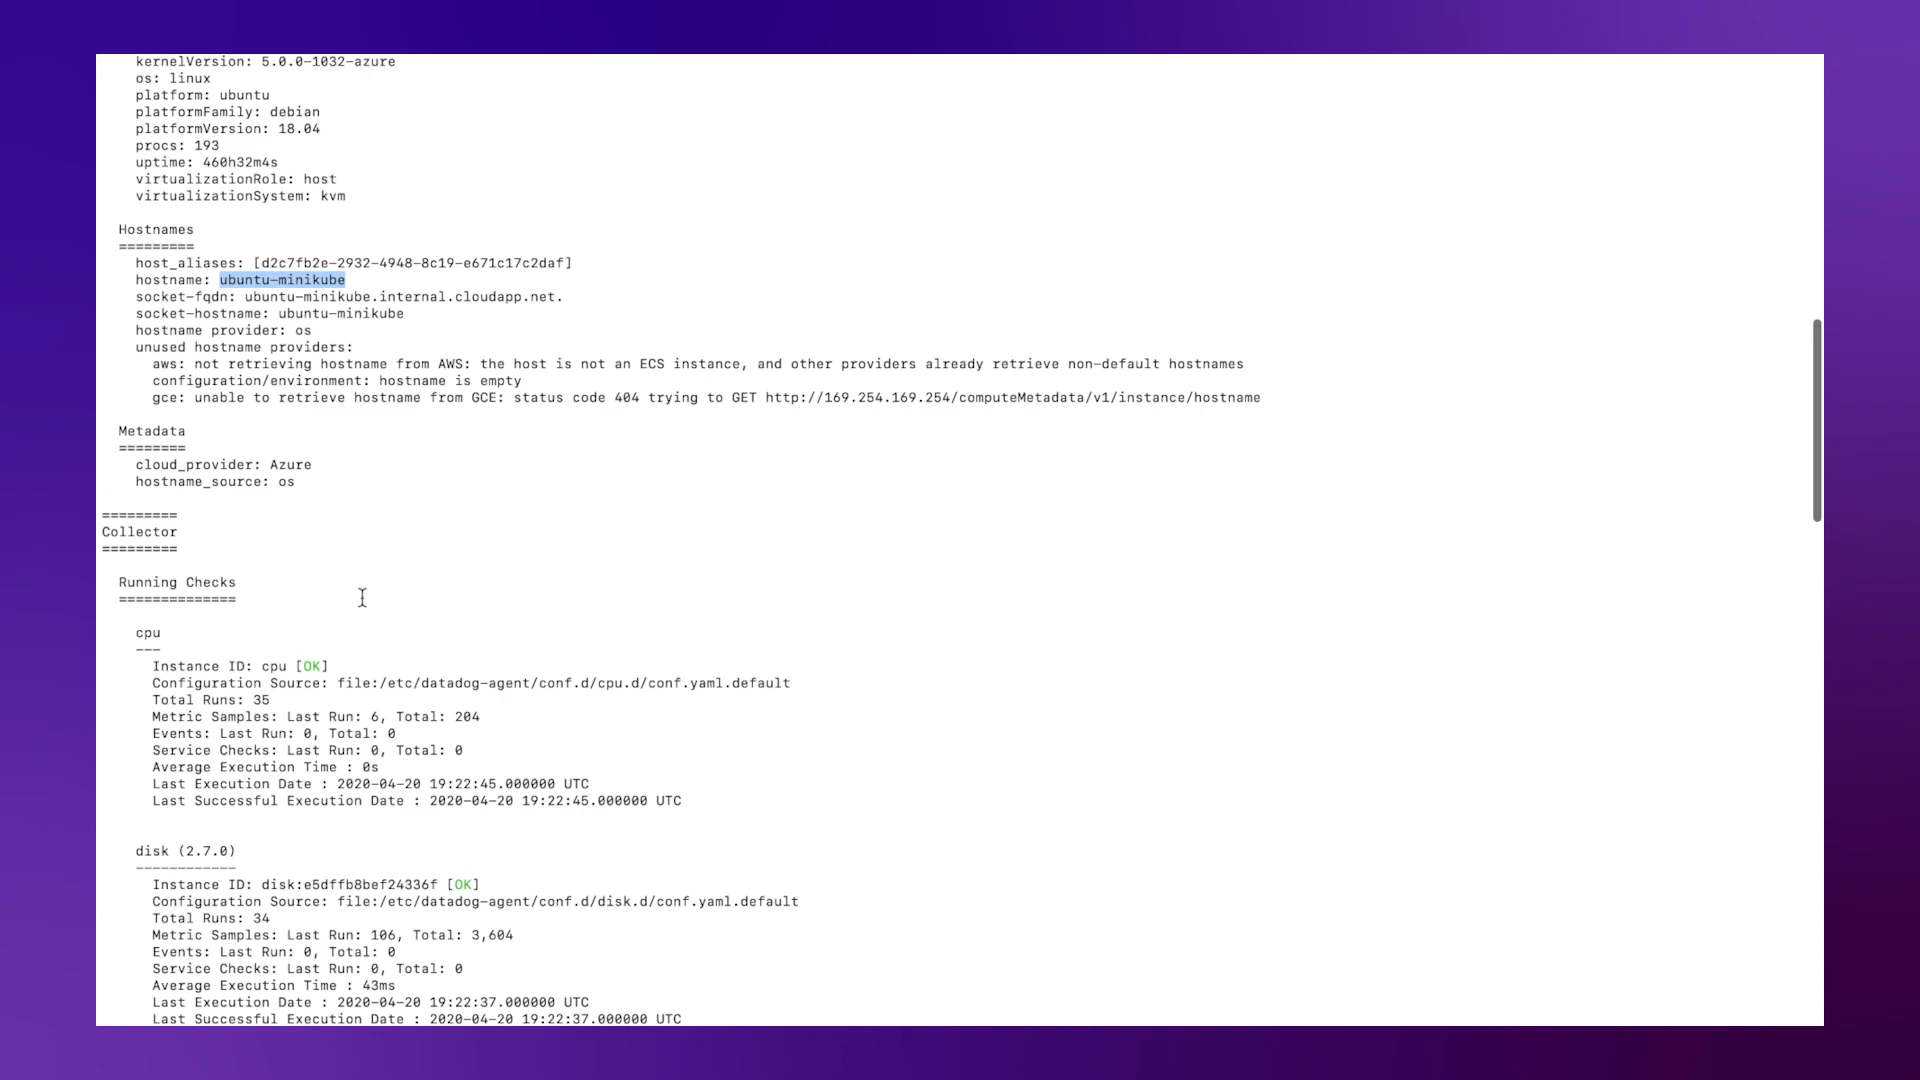 kernelVersion: 5.0.0-1032-azure
os: linux
platform: ubuntu
platformFamily: debian
platformVersion: 18.04
procs: 193
uptime: 460h32m4s
virtualizationRole: host
virtualizationSystem: kvm
Hostnames
=========
host_aliases: [d2c7fb2e-2932-4948-8c19-e671c17c2daf]
hostname: ubuntu-minikube
socket-fqdn: ubuntu-minikube.internal.cloudapp.net.
socket-hostname: ubuntu-minikube
hostname provider: os
unused hostname providers:
aws: not retrieving hostname from AWS: the host is not an ECS instance, and other providers already retrieve non-default hostnames
configuration/environment: hostname is empty
gce: unable to retrieve hostname from GCE: status code 404 trying to GET http://169.254.169.254/computeMetadata/v1/instance/hostname
Metadata
========
cloud_provider: Azure
hostname_source: os
=========
Collector
=========
Running Checks
==============
cpu
---
Instance ID: cpu [OK]
Configuration Source: file:/etc/datadog-agent/conf.d/cpu.d/conf.yaml.default
Total Runs: 35
Metric Samples: Last Run: 6, Total: 204
Events: Last Run: 0, Total: 0
Service Checks: Last Run: 0, Total: 0
Average Execution Time : 0s
Last Execution Date : 2020-04-20 19:22:45.000000 UTC
Last Successful Execution Date : 2020-04-20 19:22:45.000000 UTC
disk (2.7.0)
------------
Instance ID: disk:e5dffb8bef24336f [OK]
Configuration Source: file:/etc/datadog-agent/conf.d/disk.d/conf.yaml.default
Total Runs: 34
Metric Samples: Last Run: 106, Total: 3,604
Events: Last Run: 0, Total: 0
Service Checks: Last Run: 0, Total: 0
Average Execution Time : 43ms
Last Execution Date : 2020-04-20 19:22:37.000000 UTC
Last Successful Execution Date : 2020-04-20 19:22:37.000000 UTC